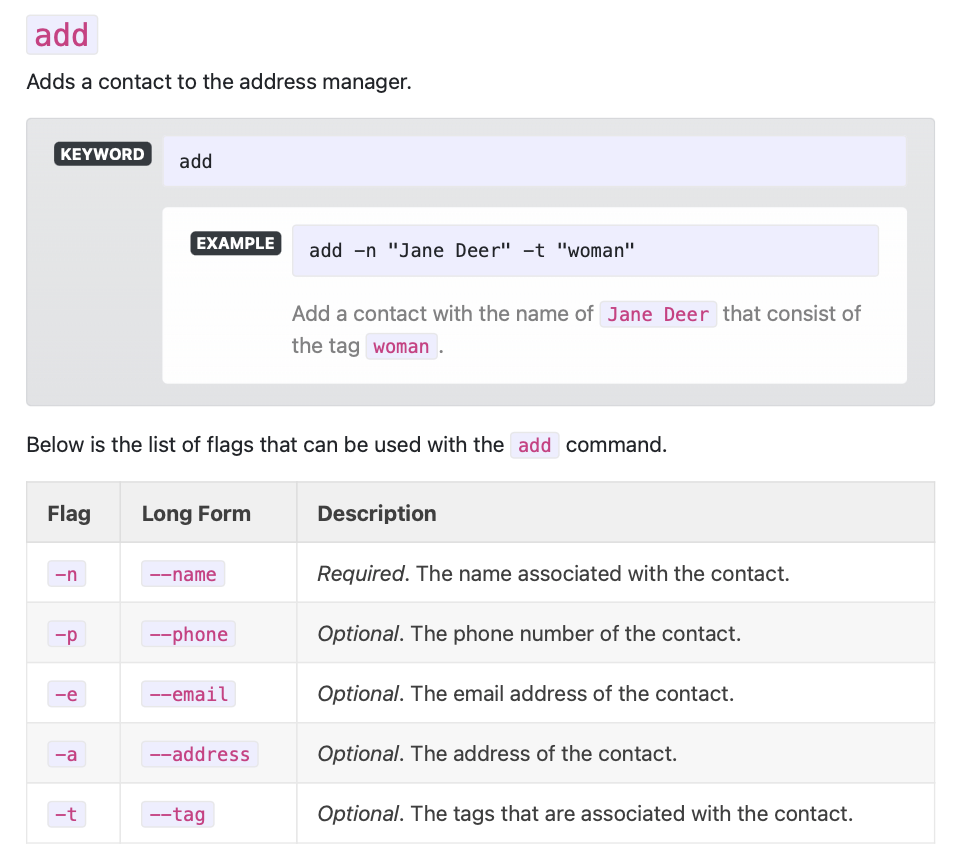 add
Adds a contact to the address manager.
KEYWORD add
EXAMPLE add -n "Jane Deer" -t "woman"
Add a contact with the name of Jane Deer that consist of
the tag woman.
Below is the list of flags that can be used with the add command.
Flag Long Form Description
-n --name Required. The name associated with the contact.
-p --phone Optional. The phone number of the contact.
-e --email Optional. The email address of the contact.
-a --address Optional. The address of the contact.
-t --tag Optional. The tags that are associated with the contact.